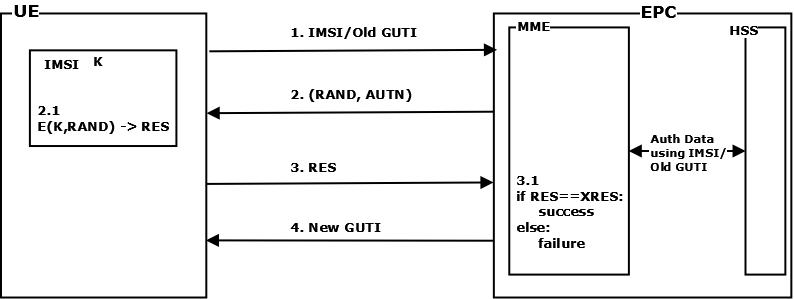 UE
EPC
1. IMSI/Old GUTI
MME
HSS
IMSI K
2. (RAND, AUTN)
2.1
E(K,RAND) -> RES
Auth Data
using IMSI/
Old GUTI
3. RES
3.1
if RES==XRES:
success
else:
failure
4. New GUTI